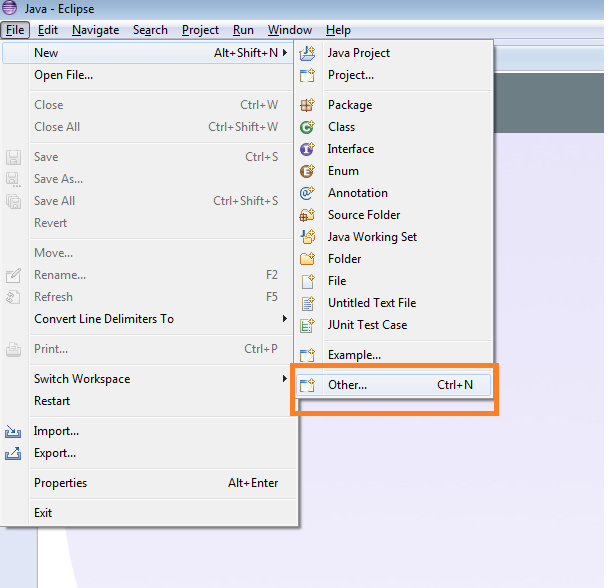 Java - Eclipse
File Edit Navigate Search Project Run Window Help
New Alt+Shift+N
Open File...
Close Ctrl+W
Close All Ctrl+Shift+W
Save Ctrl+S
Save As...
Save All Ctrl+Shift+S
Revert
Move...
Rename... F2
Refresh F5
Convert Line Delimiters To
Print... Ctrl+P
Switch Workspace
Restart
Import...
Export...
Properties Alt+Enter
Exit
Java Project
Project...
Package
Class
Interface
Enum
Annotation
Source Folder
Java Working Set
Folder
File
Untitled Text File
JUnit Test Case
Example...
Other... Ctrl+N